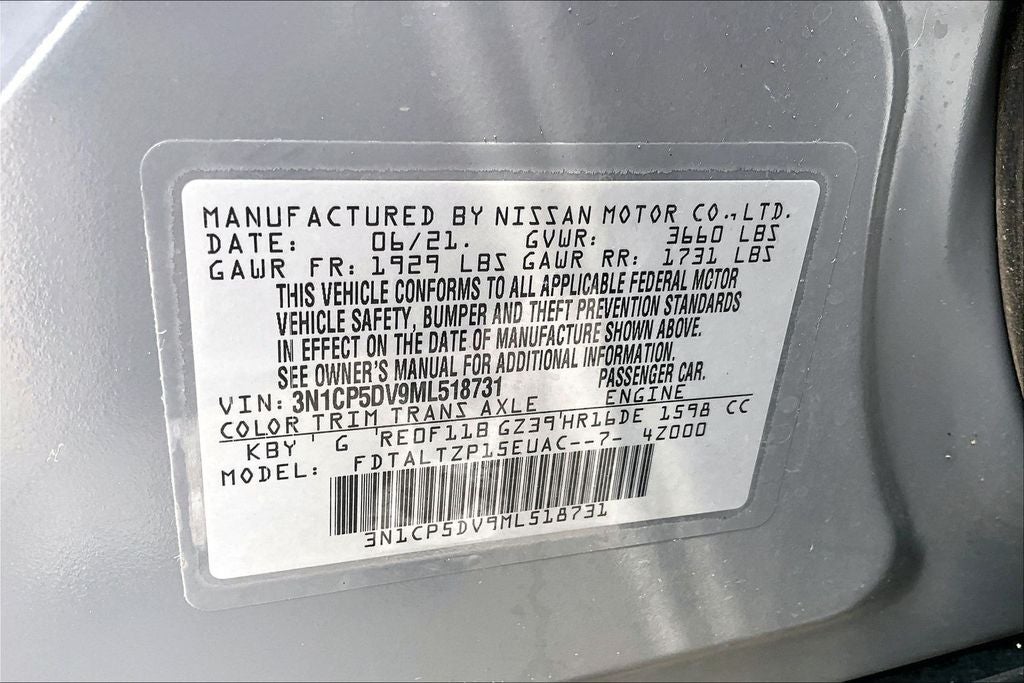 MANUFACTURED BY NISSAN MOTOR CO.,LTD.
DATE: 06/21. GVWR: 3660 LBS
GAWR FR: 1929 LBS GAWR RR: 1731 LBS
THIS VEHICLE CONFORMS TO ALL APPLICABLE FEDERAL MOTOR
VEHICLE SAFETY, BUMPER AND THEFT PREVENTION STANDARDS
IN EFFECT ON THE DATE OF MANUFACTURE SHOWN ABOVE.
SEE OWNER'S MANUAL FOR ADDITIONAL INFORMATION.
VIN: 3N1CP5DV9ML518731 PASSENGER CAR.
COLOR TRIM TRANS AXLE ENGINE
KBY G RE0F11B GZ39 HR16DE 1598 CC
MODEL: FDTALTZP15EUAC--7- 4Z000
3N1CP5DV9ML518731